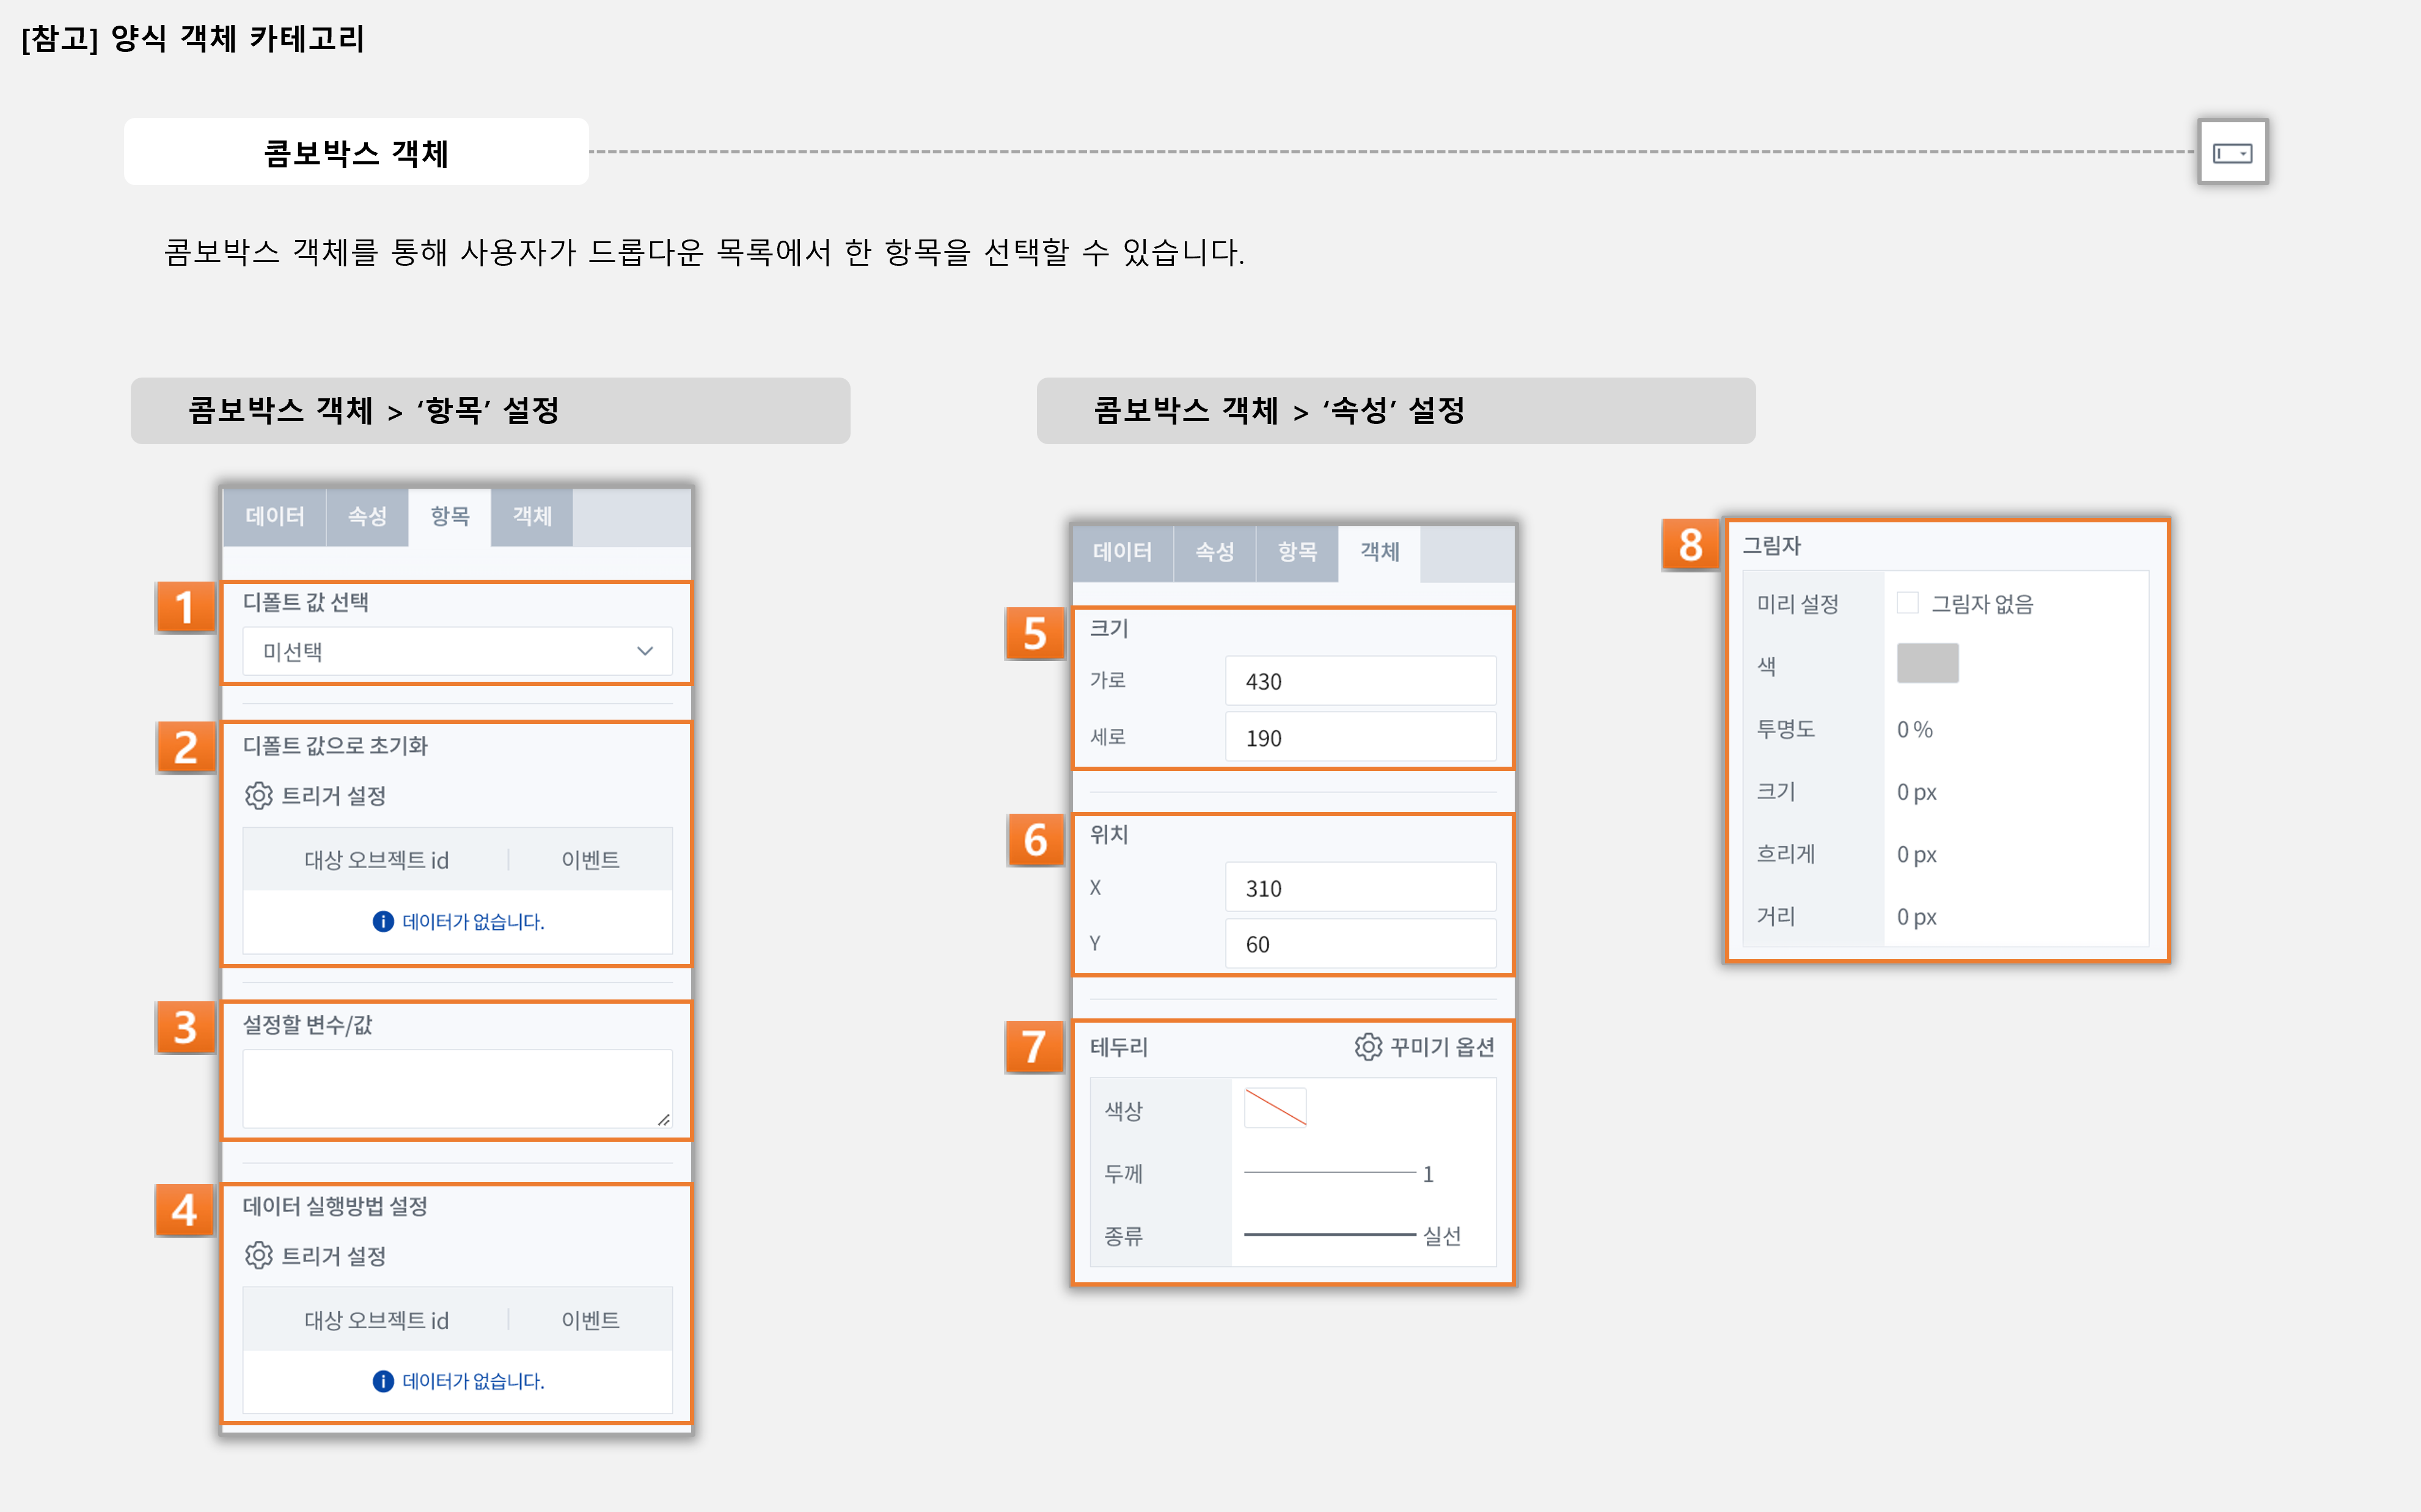 [참고] 양식 객체 카테고리
콤보박스 객체
콤보박스 객체를 통해 사용자가 드롭다운 목록에서 한 항목을 선택할 수 있습니다.
콤보박스 객체 > ‘항목’ 설정
데이터 속성 항목 객체
1
디폴트 값 선택
미선택
2
디폴트 값으로 초기화
트리거 설정
대상 오브젝트 id 이벤트
데이터가 없습니다.
3
설정할 변수/값
4
데이터 실행방법 설정
트리거 설정
대상 오브젝트 id 이벤트
데이터가 없습니다.
콤보박스 객체 > ‘속성’ 설정
데이터 속성 항목 객체
5
크기
가로 430
세로 190
6
위치
X 310
Y 60
7
테두리 꾸미기 옵션
색상
두께 1
종류 실선
8
그림자
미리 설정 그림자 없음
색
투명도 0 %
크기 0 px
흐리게 0 px
거리 0 px